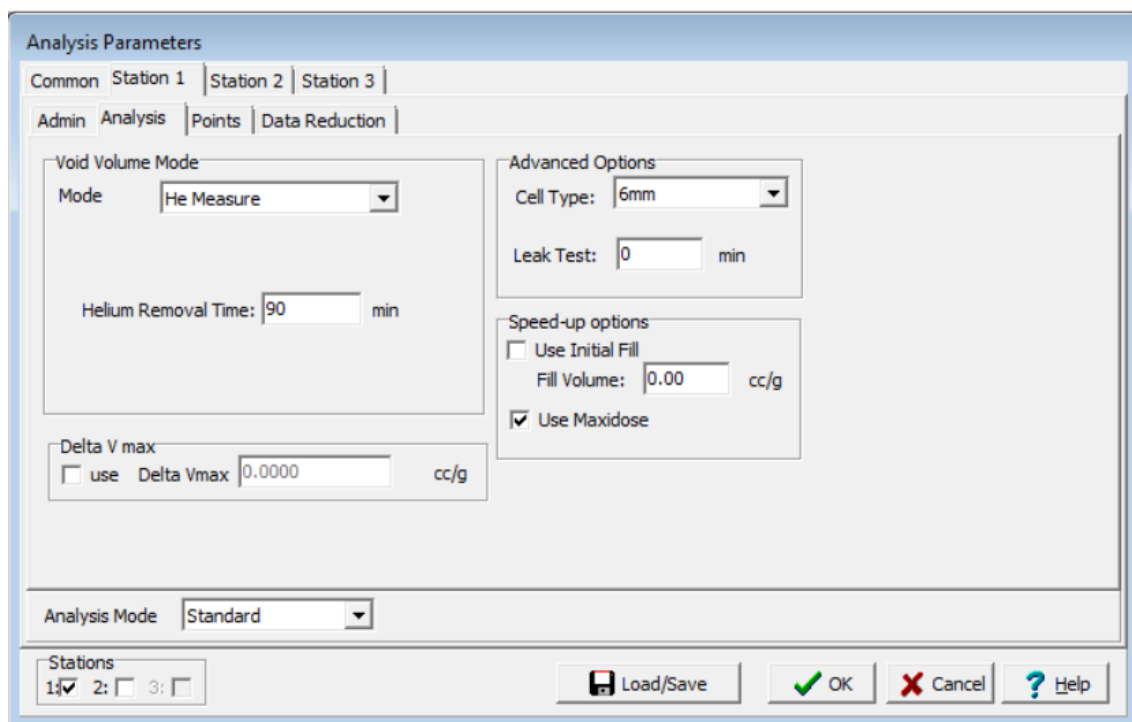 Analysis Parameters
Common Station 1 Station 2 Station 3
Admin Analysis Points Data Reduction
Void Volume Mode
Mode He Measure
Helium Removal Time: 90 min
Delta V max
use Delta Vmax 0.0000 cc/g
Advanced Options
Cell Type: 6mm
Leak Test: 0 min
Speed-up options
Use Initial Fill
Fill Volume: 0.00 cc/g
Use Maxidose
Analysis Mode Standard
Stations
1: 2: 3:
Load/Save OK Cancel Help